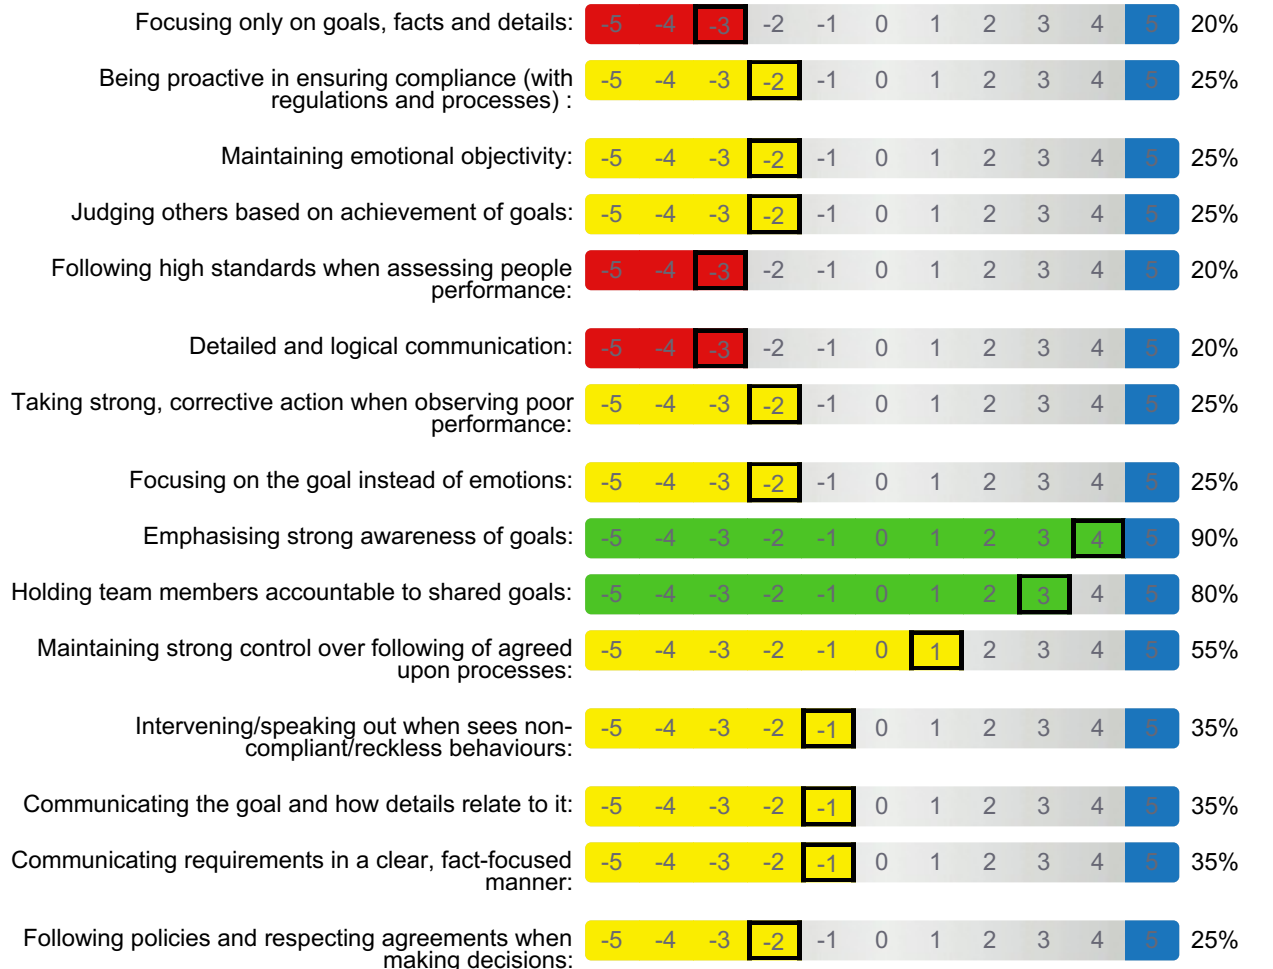 Focusing only on goals, facts and details: -5 -4 -3 -2 -1 0 1 2 3 4 5 20%
Being proactive in ensuring compliance (with
regulations and processes) : -5 -4 -3 -2 -1 0 1 2 3 4 5 25%
Maintaining emotional objectivity: -5 -4 -3 -2 -1 0 1 2 3 4 5 25%
Judging others based on achievement of goals: -5 -4 -3 -2 -1 0 1 2 3 4 5 25%
Following high standards when assessing people
performance: -5 -4 -3 -2 -1 0 1 2 3 4 5 20%
Detailed and logical communication: -5 -4 -3 -2 -1 0 1 2 3 4 5 20%
Taking strong, corrective action when observing poor
performance: -5 -4 -3 -2 -1 0 1 2 3 4 5 25%
Focusing on the goal instead of emotions: -5 -4 -3 -2 -1 0 1 2 3 4 5 25%
Emphasising strong awareness of goals: -5 -4 -3 -2 -1 0 1 2 3 4 5 90%
Holding team members accountable to shared goals: -5 -4 -3 -2 -1 0 1 2 3 4 5 80%
Maintaining strong control over following of agreed
upon processes: -5 -4 -3 -2 -1 0 1 2 3 4 5 55%
Intervening/speaking out when sees non-
compliant/reckless behaviours: -5 -4 -3 -2 -1 0 1 2 3 4 5 35%
Communicating the goal and how details relate to it: -5 -4 -3 -2 -1 0 1 2 3 4 5 35%
Communicating requirements in a clear, fact-focused
manner: -5 -4 -3 -2 -1 0 1 2 3 4 5 35%
Following policies and respecting agreements when
making decisions: -5 -4 -3 -2 -1 0 1 2 3 4 5 25%